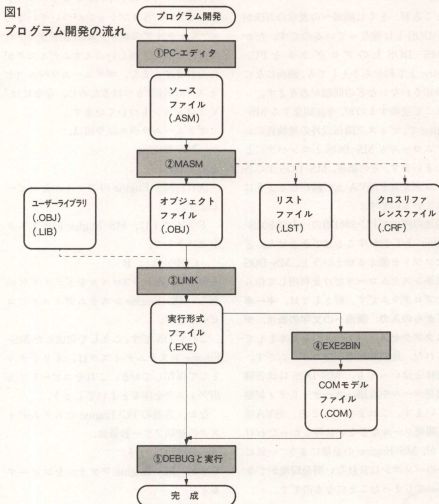 図1
プログラム開発の流れ
プログラム開発
①PC-エディタ
ソース
ファイル
(.ASM)
②MASM
ユーザーライブラリ
(.OBJ)
(.LIB)
オブジェクト
ファイル
(.OBJ)
リスト
ファイル
(.LST)
クロスリファ
レンスファイル
(.CRF)
③LINK
実行形式
ファイル
(.EXE)
④EXE2BIN
COMモデル
ファイル
(.COM)
⑤DEBUGと実行
完成